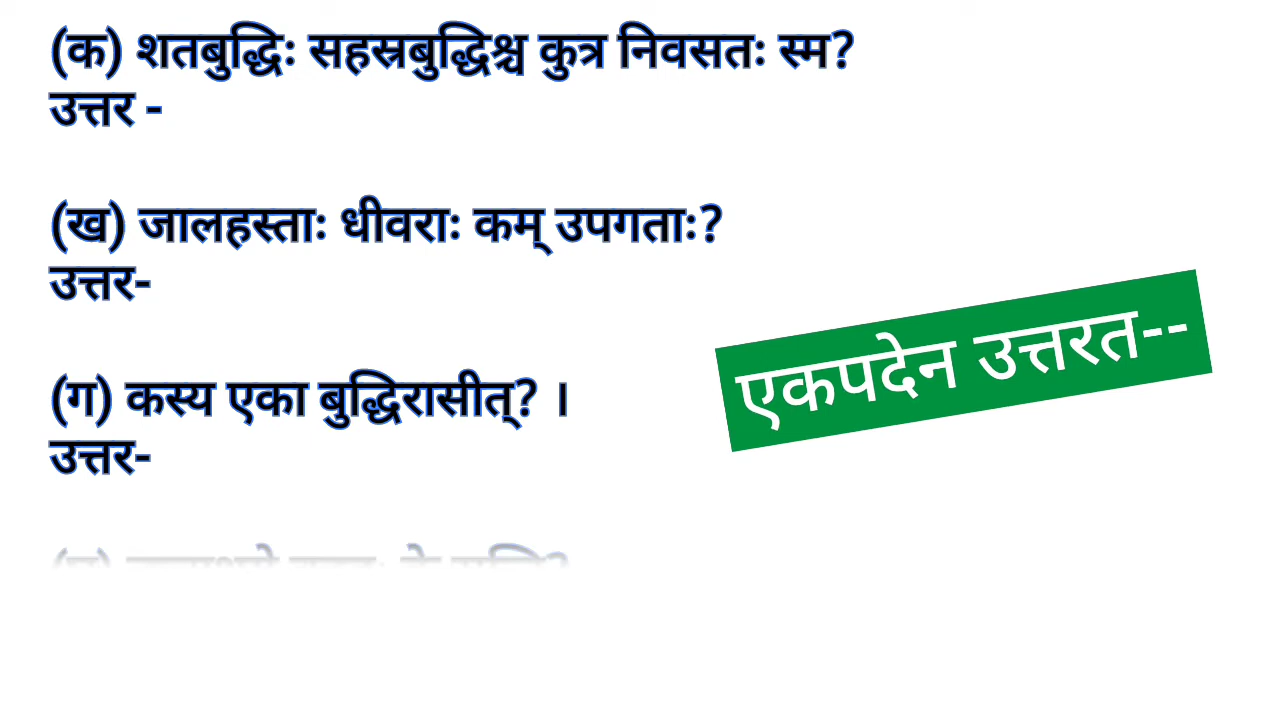 (क) शतबुद्धिः सहस्रबुद्धिश्च कुत्र निवसतः स्म?
उत्तर -
(ख) जालहस्ताः धीवराः कम् उपगताः?
उत्तर-
(ग) कस्य एका बुद्धिरासीत्? ।
उत्तर-
एकपदेन उत्तरत--